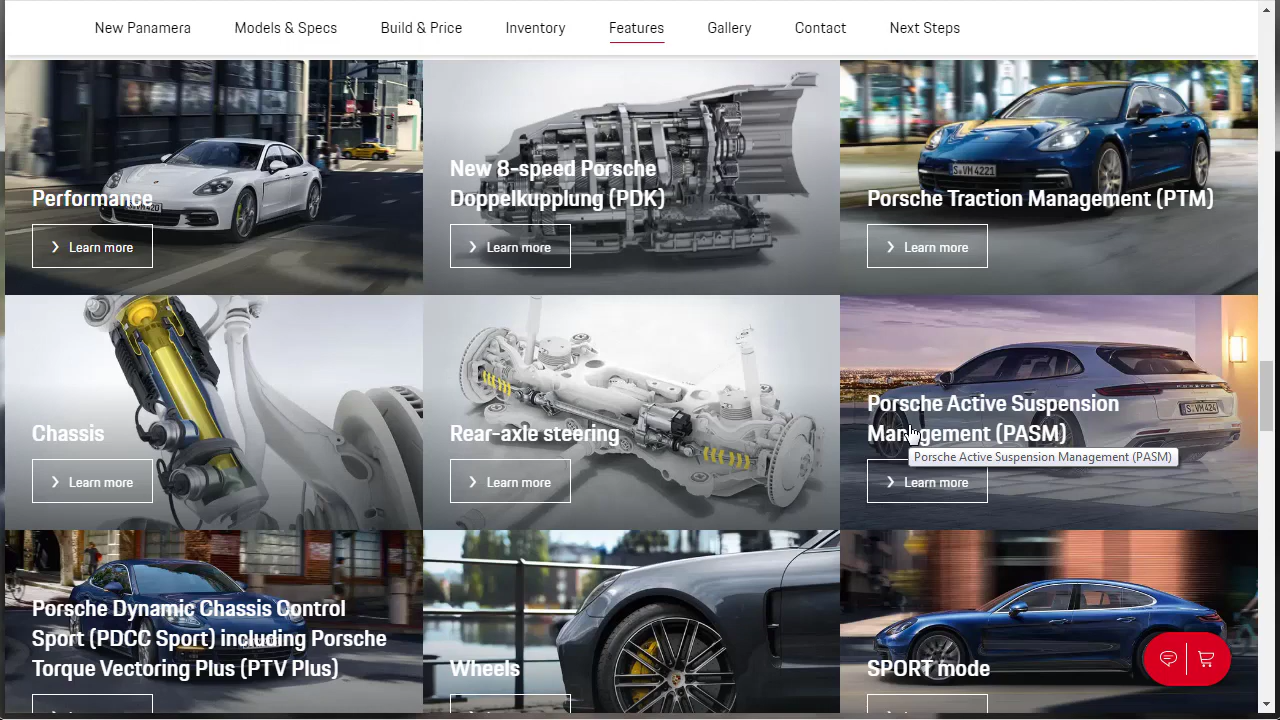 New Panamera
Models & Specs
Build & Price
Inventory
Features
Gallery
Contact
Next Steps
Performance
Learn more
New 8-speed Porsche
Doppelkupplung (PDK)
Learn more
S·VM 4221
Porsche Traction Management (PTM)
Learn more
Chassis
Learn more
Rear-axle steering
Learn more
PORSCHE
Porsche Active Suspension
Management (PASM)
Porsche Active Suspension Management (PASM)
Learn more
Porsche Dynamic Chassis Control
Sport (PDCC Sport) including Porsche
Torque Vectoring Plus (PTV Plus)
Wheels
SPORT mode